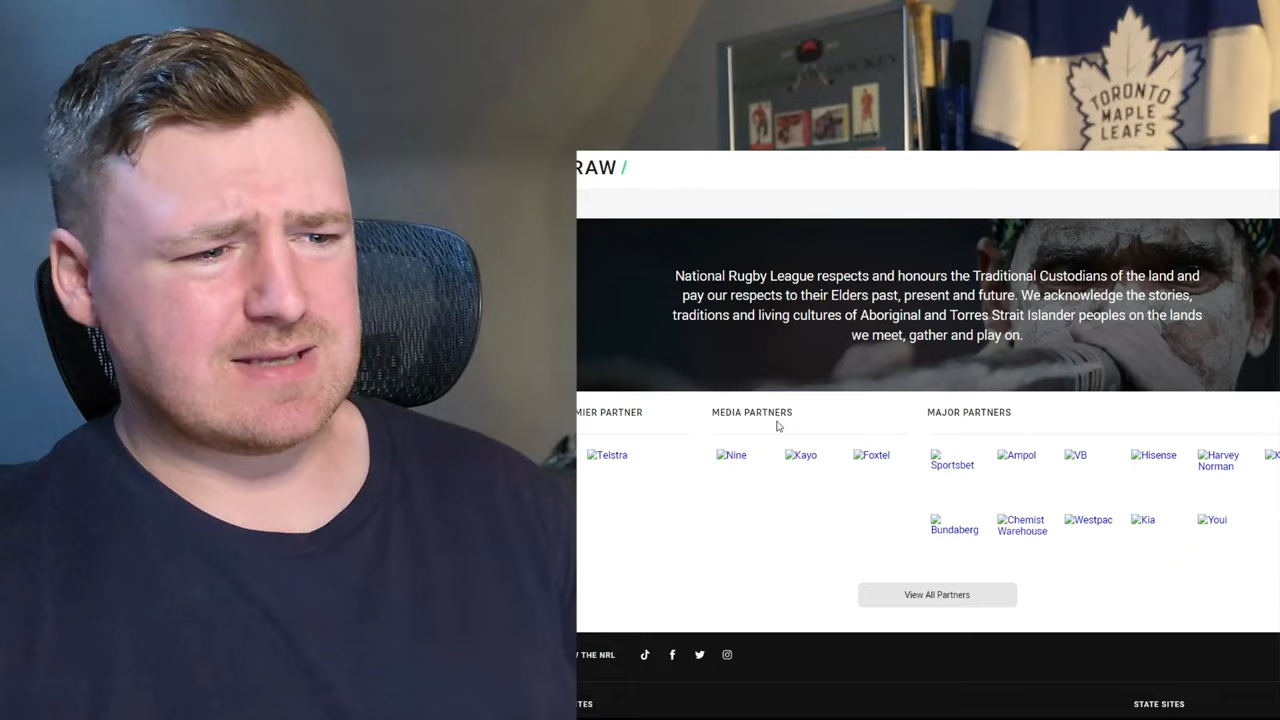 TORONTO
MAPLE
LEAFS
RAW /
National Rugby League respects and honours the Traditional Custodians of the land and
pay our respects to their Elders past, present and future. We acknowledge the stories,
traditions and living cultures of Aboriginal and Torres Strait Islander peoples on the lands
we meet, gather and play on.
MIER PARTNER
MEDIA PARTNERS
MAJOR PARTNERS
Telstra
Nine
Kayo
Foxtel
Sportsbet
Ampol
VB
Hisense
Harvey
Norman
K
Bundaberg
Chemist
Warehouse
Westpac
Kia
Youi
View All Partners
THE NRL
TES
STATE SITES